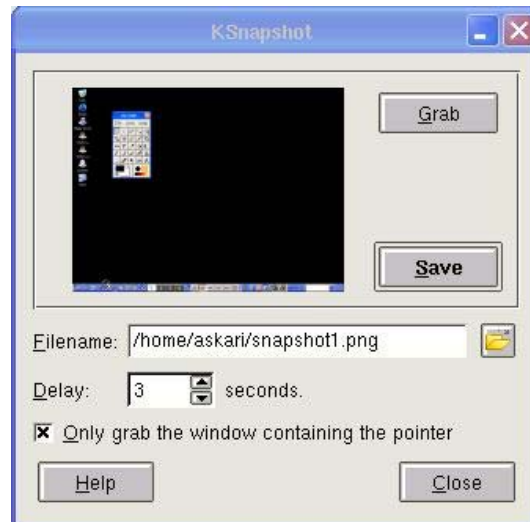 KSnapshot
Grab
Save
Filename: /home/askari/snapshot1.png
Delay: 3 seconds.
Only grab the window containing the pointer
Help Close